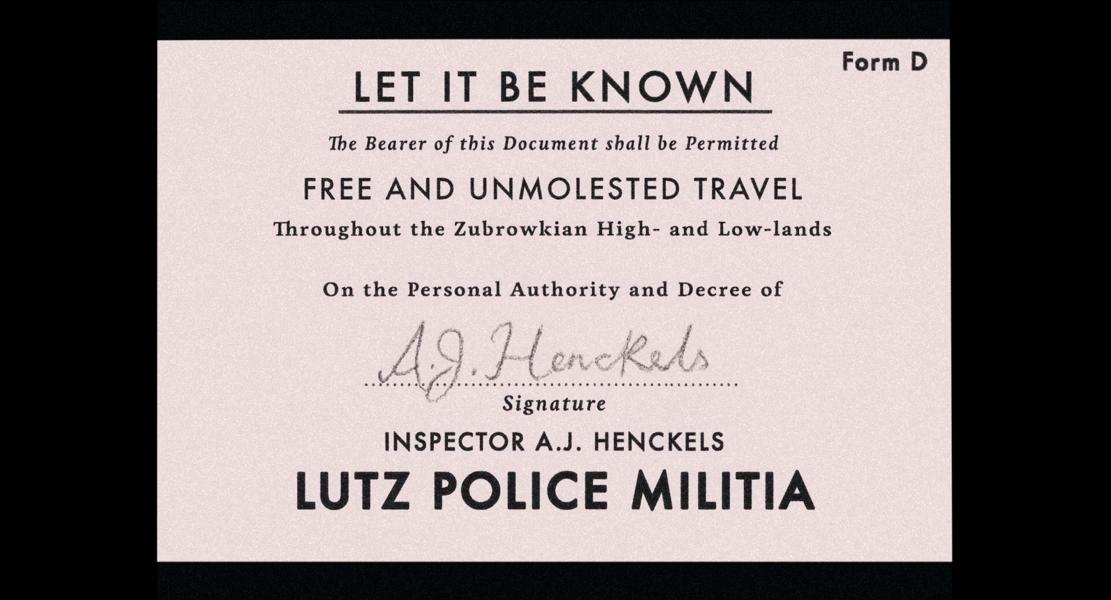 Form D
LET IT BE KNOWN
The Bearer of this Document shall be Permitted
FREE AND UNMOLESTED TRAVEL
Throughout the Zubrowkian High- and Low-lands
On the Personal Authority and Decree of
A.J. Henckels
Signature
INSPECTOR A.J. HENCKELS
LUTZ POLICE MILITIA